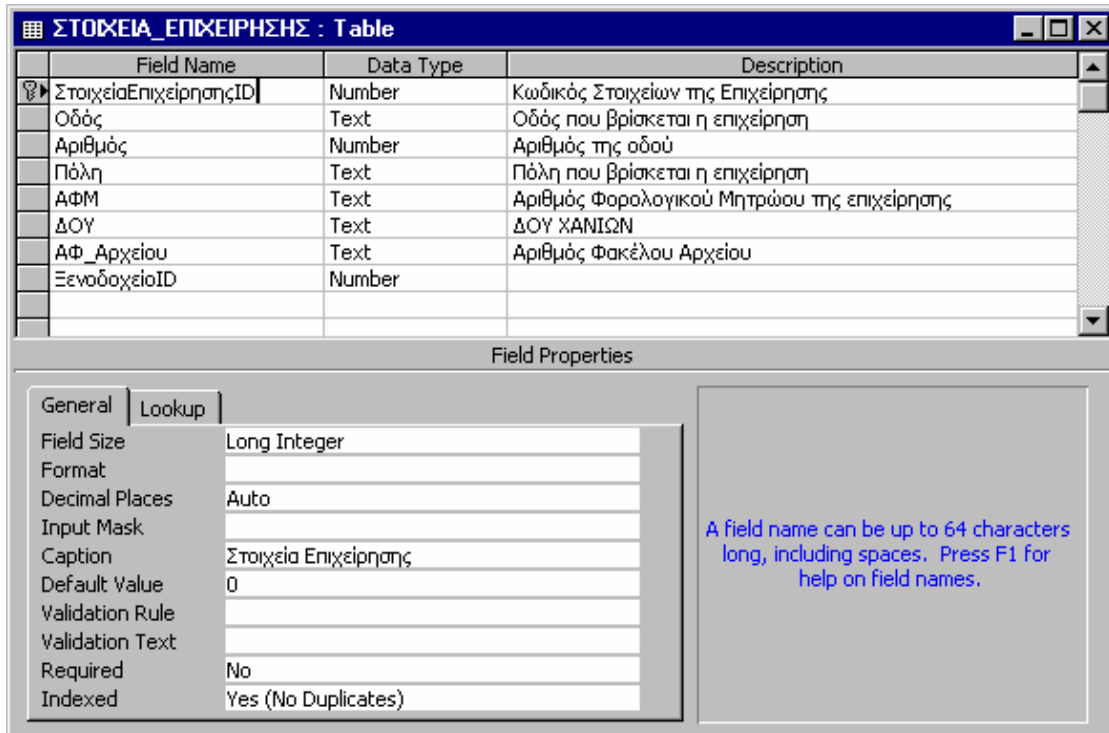 ΣΤΟΙΧΕΙΑ_ΕΠΙΧΕΙΡΗΣΗΣ : Table
Field Name Data Type Description
ΣτοιχείαΕπιχείρησηςID Number Κωδικός Στοιχείων της Επιχείρησης
Οδός Text Οδός που βρίσκεται η επιχείρηση
Αριθμός Number Αριθμός της οδού
Πόλη Text Πόλη που βρίσκεται η επιχείρηση
ΑΦΜ Text Αριθμός Φορολογικού Μητρώου της επιχείρησης
ΔΟΥ Text ΔΟΥ ΧΑΝΙΩΝ
ΑΦ_Αρχείου Text Αριθμός Φακέλου Αρχείου
ΞενοδοχείοID Number
Field Properties
General Lookup
Field Size Long Integer
Format
Decimal Places Auto
Input Mask
Caption Στοιχεία Επιχείρησης
Default Value 0
Validation Rule
Validation Text
Required No
Indexed Yes (No Duplicates)
A field name can be up to 64 characters
long, including spaces. Press F1 for
help on field names.